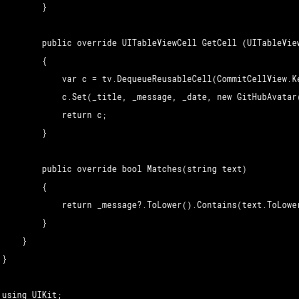 }
public override UITableViewCell GetCell (UITableView
{
var c = tv.DequeueReusableCell(CommitCellView.Ke
c.Set(_title, _message, _date, new GitHubAvatar(
return c;
}
public override bool Matches(string text)
{
return _message?.ToLower().Contains(text.ToLower
}
}
}
using UIKit;